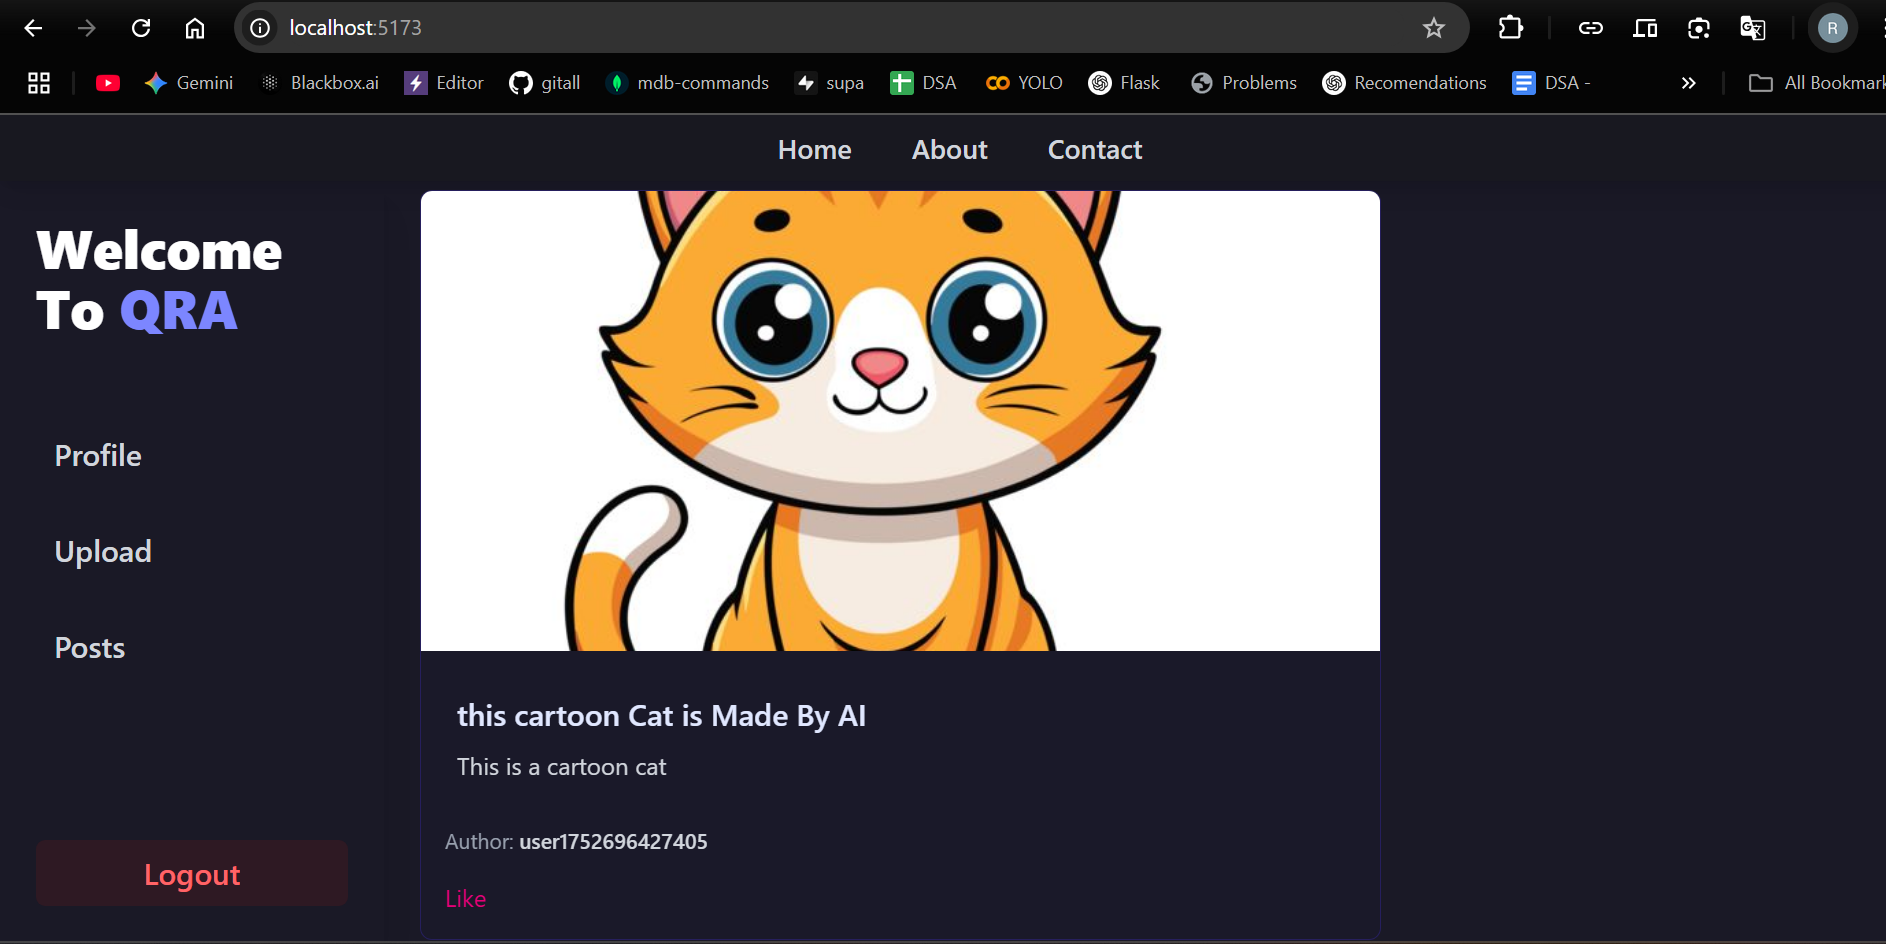 localhost:5173
R
Gemini Blackbox.ai Editor gitall mdb-commands supa DSA YOLO Flask Problems Recomendations DSA - All Bookmark
Home About Contact
Welcome
To QRA
Profile
Upload
Posts
Logout
this cartoon Cat is Made By AI
This is a cartoon cat
Author: user1752696427405
Like